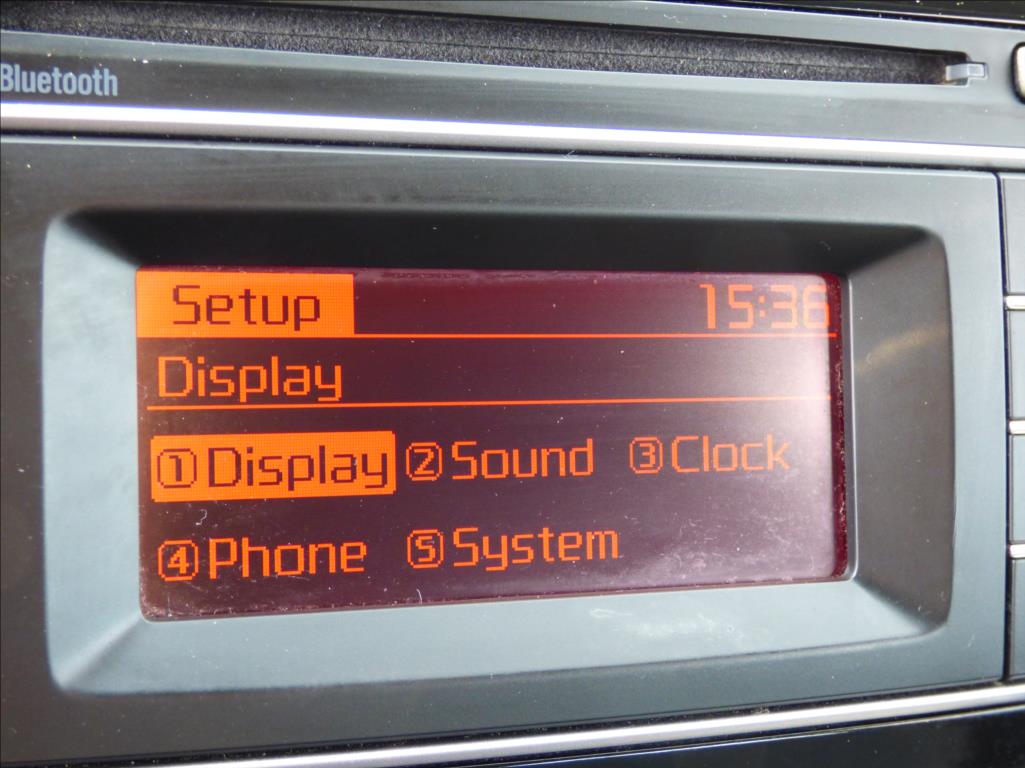 Bluetooth
Setup 15:36
Display
①Display ②Sound ③Clock
④Phone ⑤System